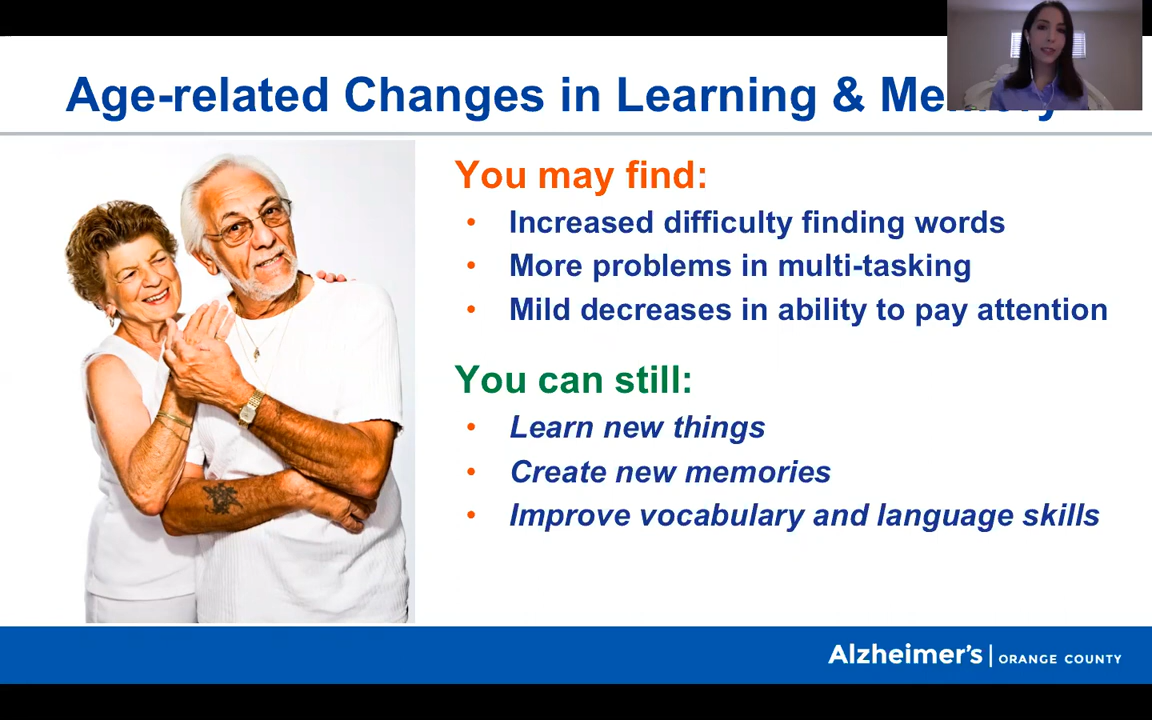 Age-related Changes in Learning &
You may find:
• Increased difficulty finding words
• More problems in multi-tasking
• Mild decreases in ability to pay attention
You can still:
• Learn new things
• Create new memories
• Improve vocabulary and language skills
Alzheimer's | ORANGE COUNTY